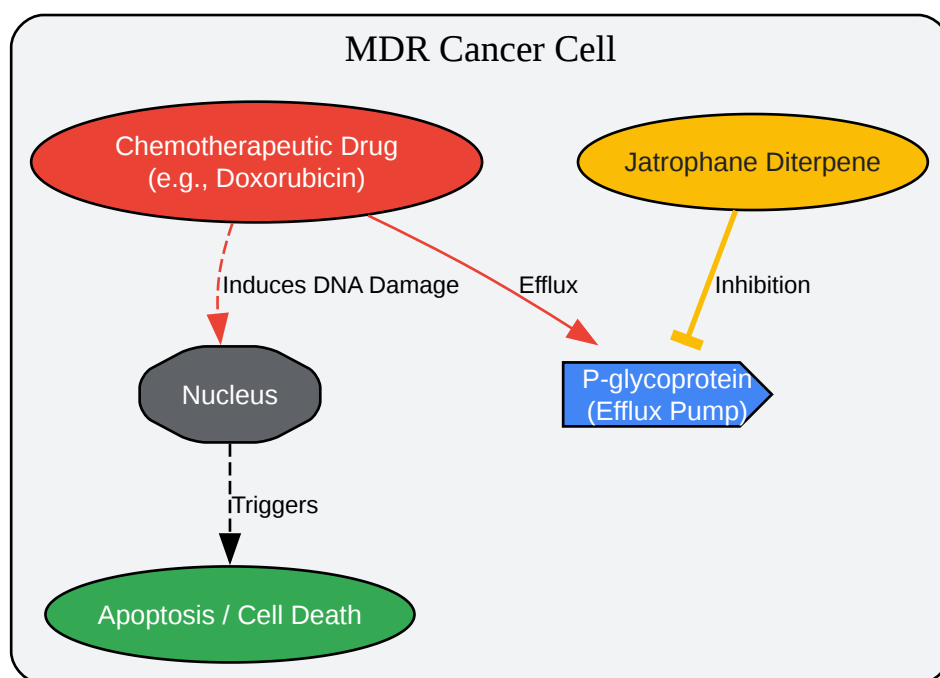 MDR Cancer Cell
Chemotherapeutic Drug
(e.g., Doxorubicin)
Jatrophane Diterpene
Induces DNA Damage
Efflux
Inhibition
P-glycoprotein
(Efflux Pump)
Nucleus
Triggers
Apoptosis / Cell Death